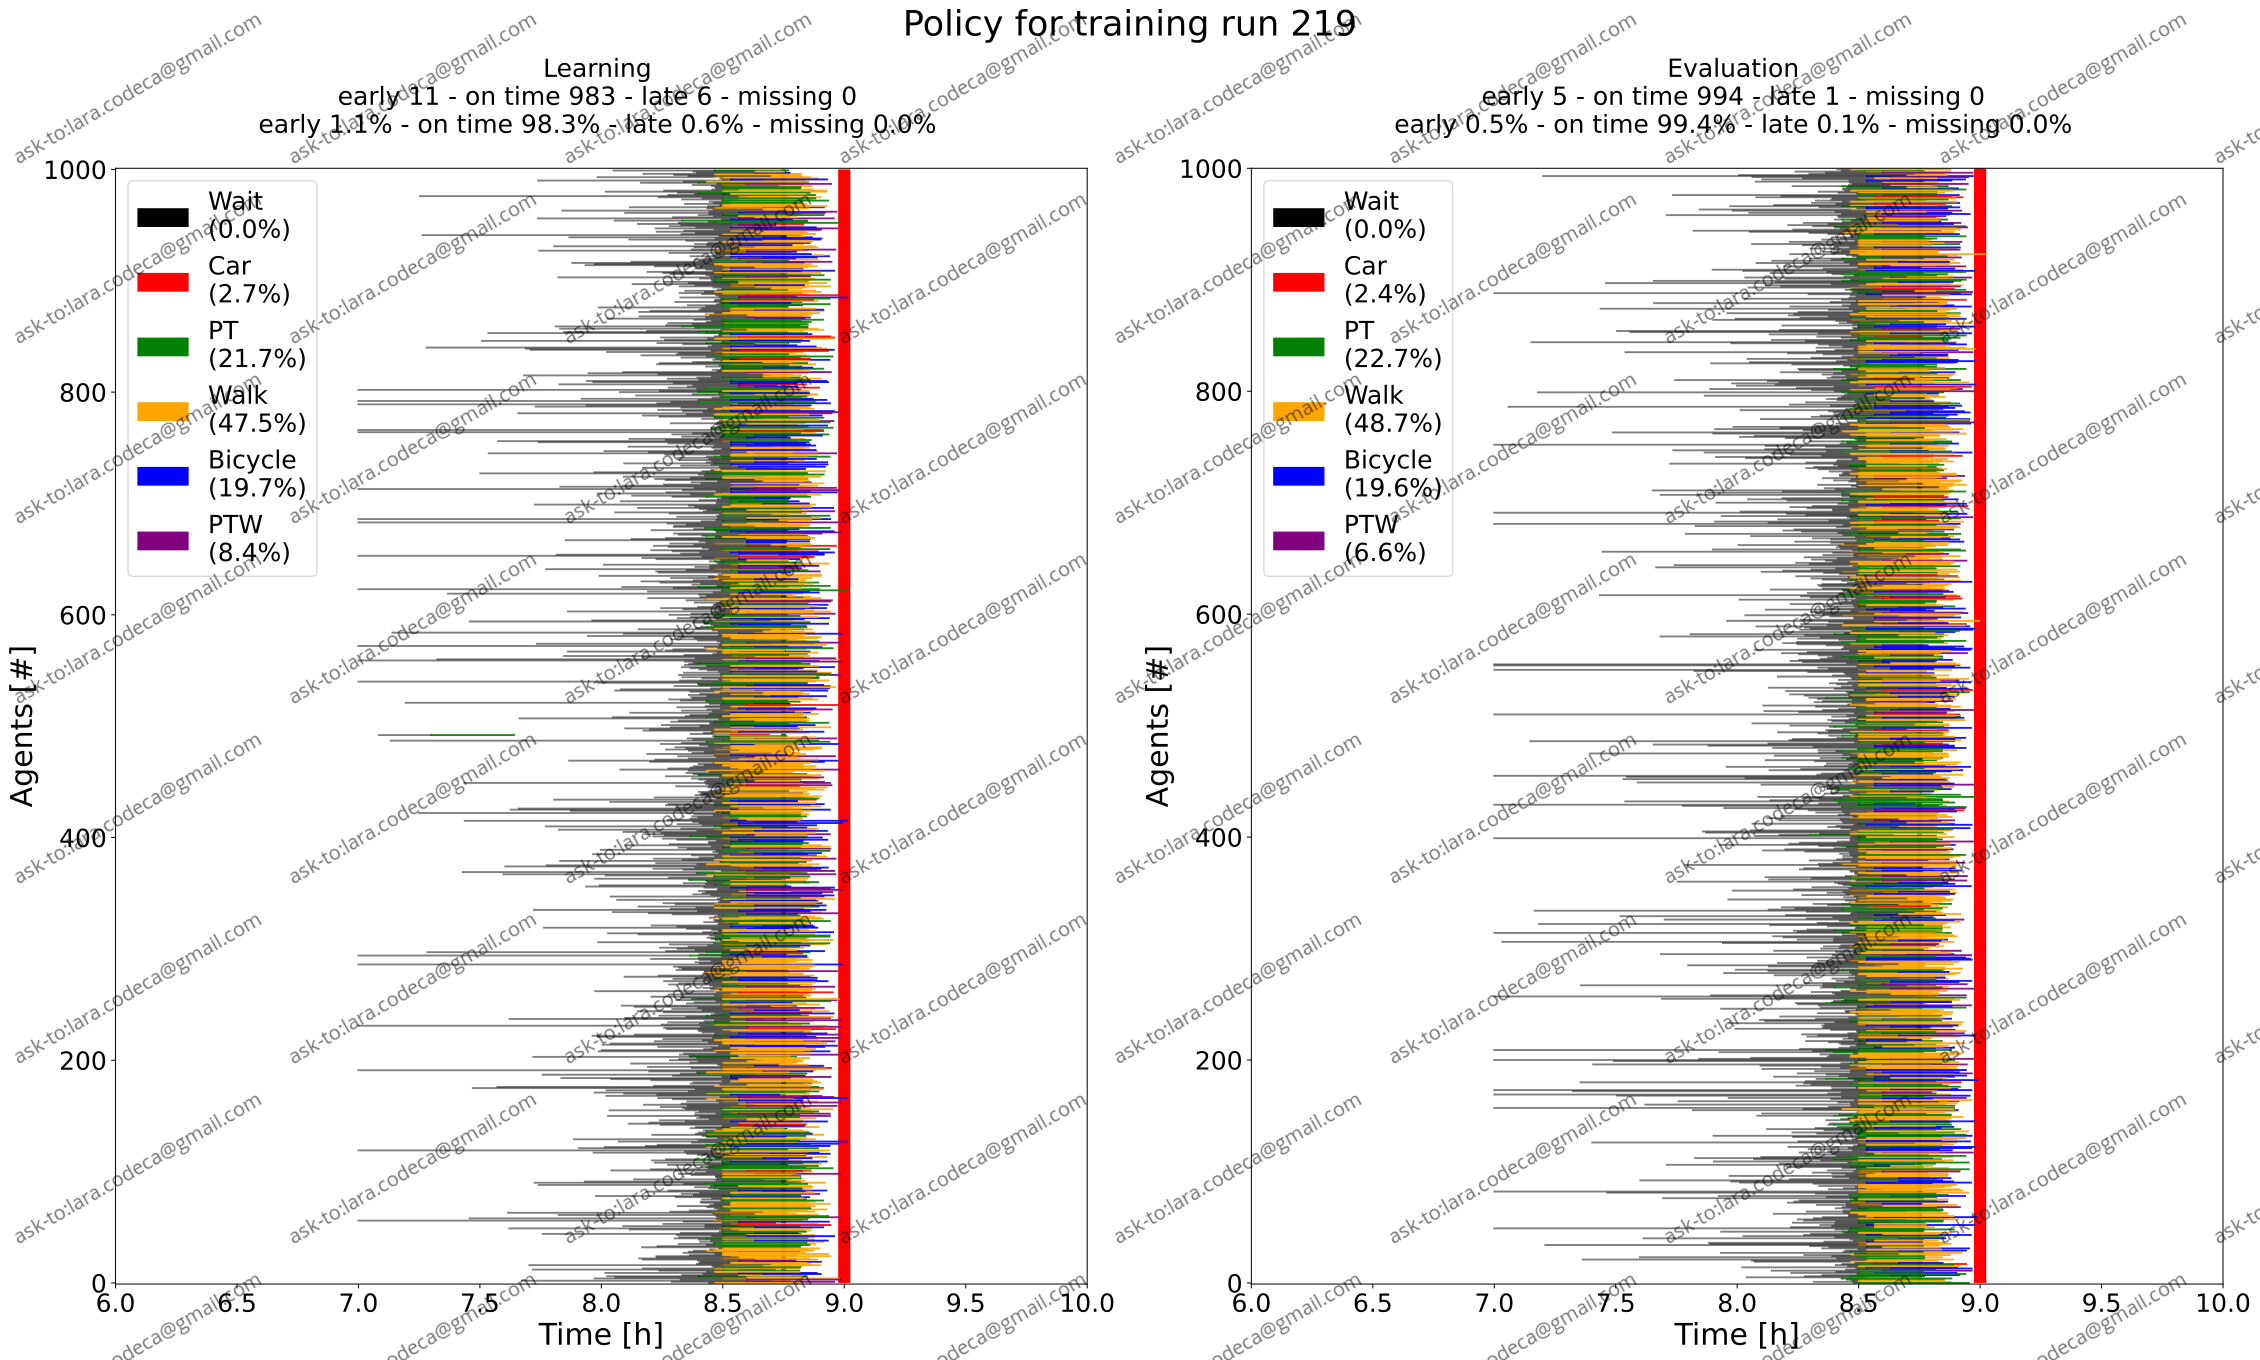 Policy for training run 219
Learning
early 11 - on time 983 - late 6 - missing 0
early 1.1% - on time 98.3% - late 0.6% - missing 0.0%
1000
800
600
400
200
0
Agents [#]
Wait
(0.0%)
Car
(2.7%)
PT
(21.7%)
Walk
(47.5%)
Bicycle
(19.7%)
PTW
(8.4%)
6.0 6.5 7.0 7.5 8.0 8.5 9.0 9.5 10.0
Time [h]
Evaluation
early 5 - on time 994 - late 1 - missing 0
early 0.5% - on time 99.4% - late 0.1% - missing 0.0%
1000
800
600
400
200
0
Agents [#]
Wait
(0.0%)
Car
(2.4%)
PT
(22.7%)
Walk
(48.7%)
Bicycle
(19.6%)
PTW
(6.6%)
6.0 6.5 7.0 7.5 8.0 8.5 9.0 9.5 10.0
Time [h]
ask-to:lara.codeca@gmail.com